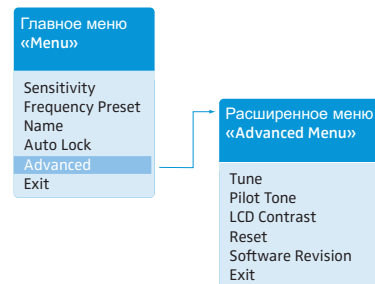 Главное меню
«Menu»
Sensitivity
Frequency Preset
Name
Auto Lock
Advanced
Exit
Расширенное меню
«Advanced Menu»
Tune
Pilot Tone
LCD Contrast
Reset
Software Revision
Exit